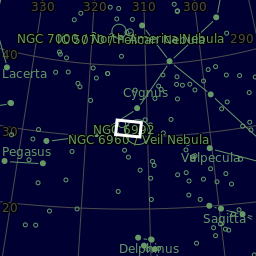 330
320
310
300
290
NGC 7000 / North America Nebula
40
Lacerta
Cygnus
NGC 6992
30
NGC 6960 / Veil Nebula
Pegasus
Vulpecula
20
Sagitta
Delphinus